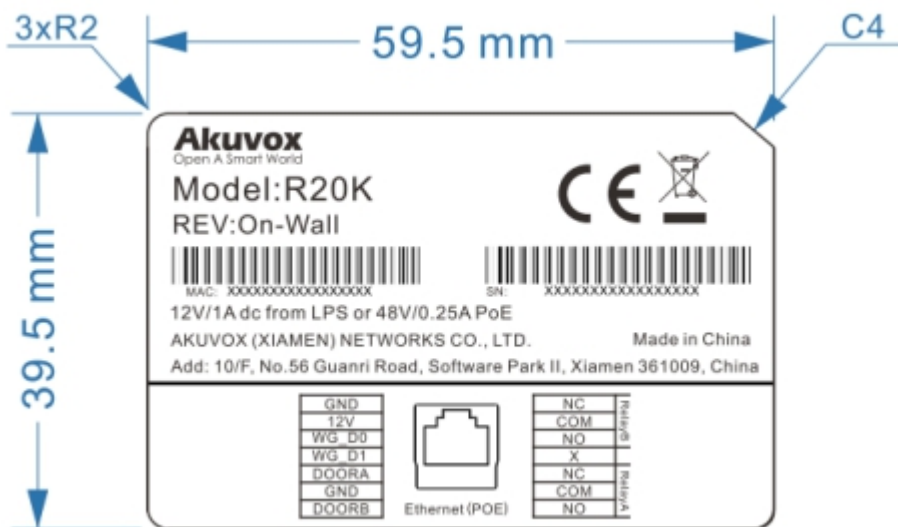 3xR2
59.5 mm
C4
39.5 mm
Akuvox
Open A Smart World
Model:R20K
REV:On-Wall
CE
MAC: XXXXXXXXXXXXXXXXX
SN: XXXXXXXXXXXXXXXXX
12V/1A dc from LPS or 48V/0.25A PoE
AKUVOX (XIAMEN) NETWORKS CO., LTD.
Made in China
Add: 10/F, No.56 Guanri Road, Software Park II, Xiamen 361009, China
GND
12V
WG_D0
WG_D1
DOORA
GND
DOORB
Ethernet (POE)
NC
COM
NO
X
NC
COM
NO
RelayB
RelayA